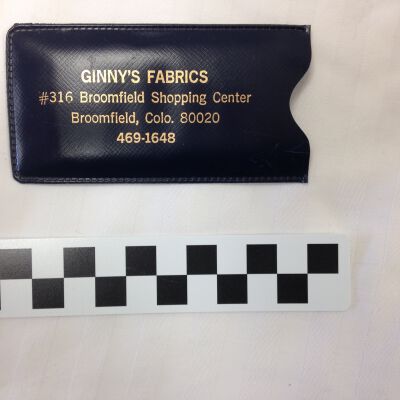 GINNY'S FABRICS
#316 Broomfield Shopping Center
Broomfield, Colo. 80020
469-1648